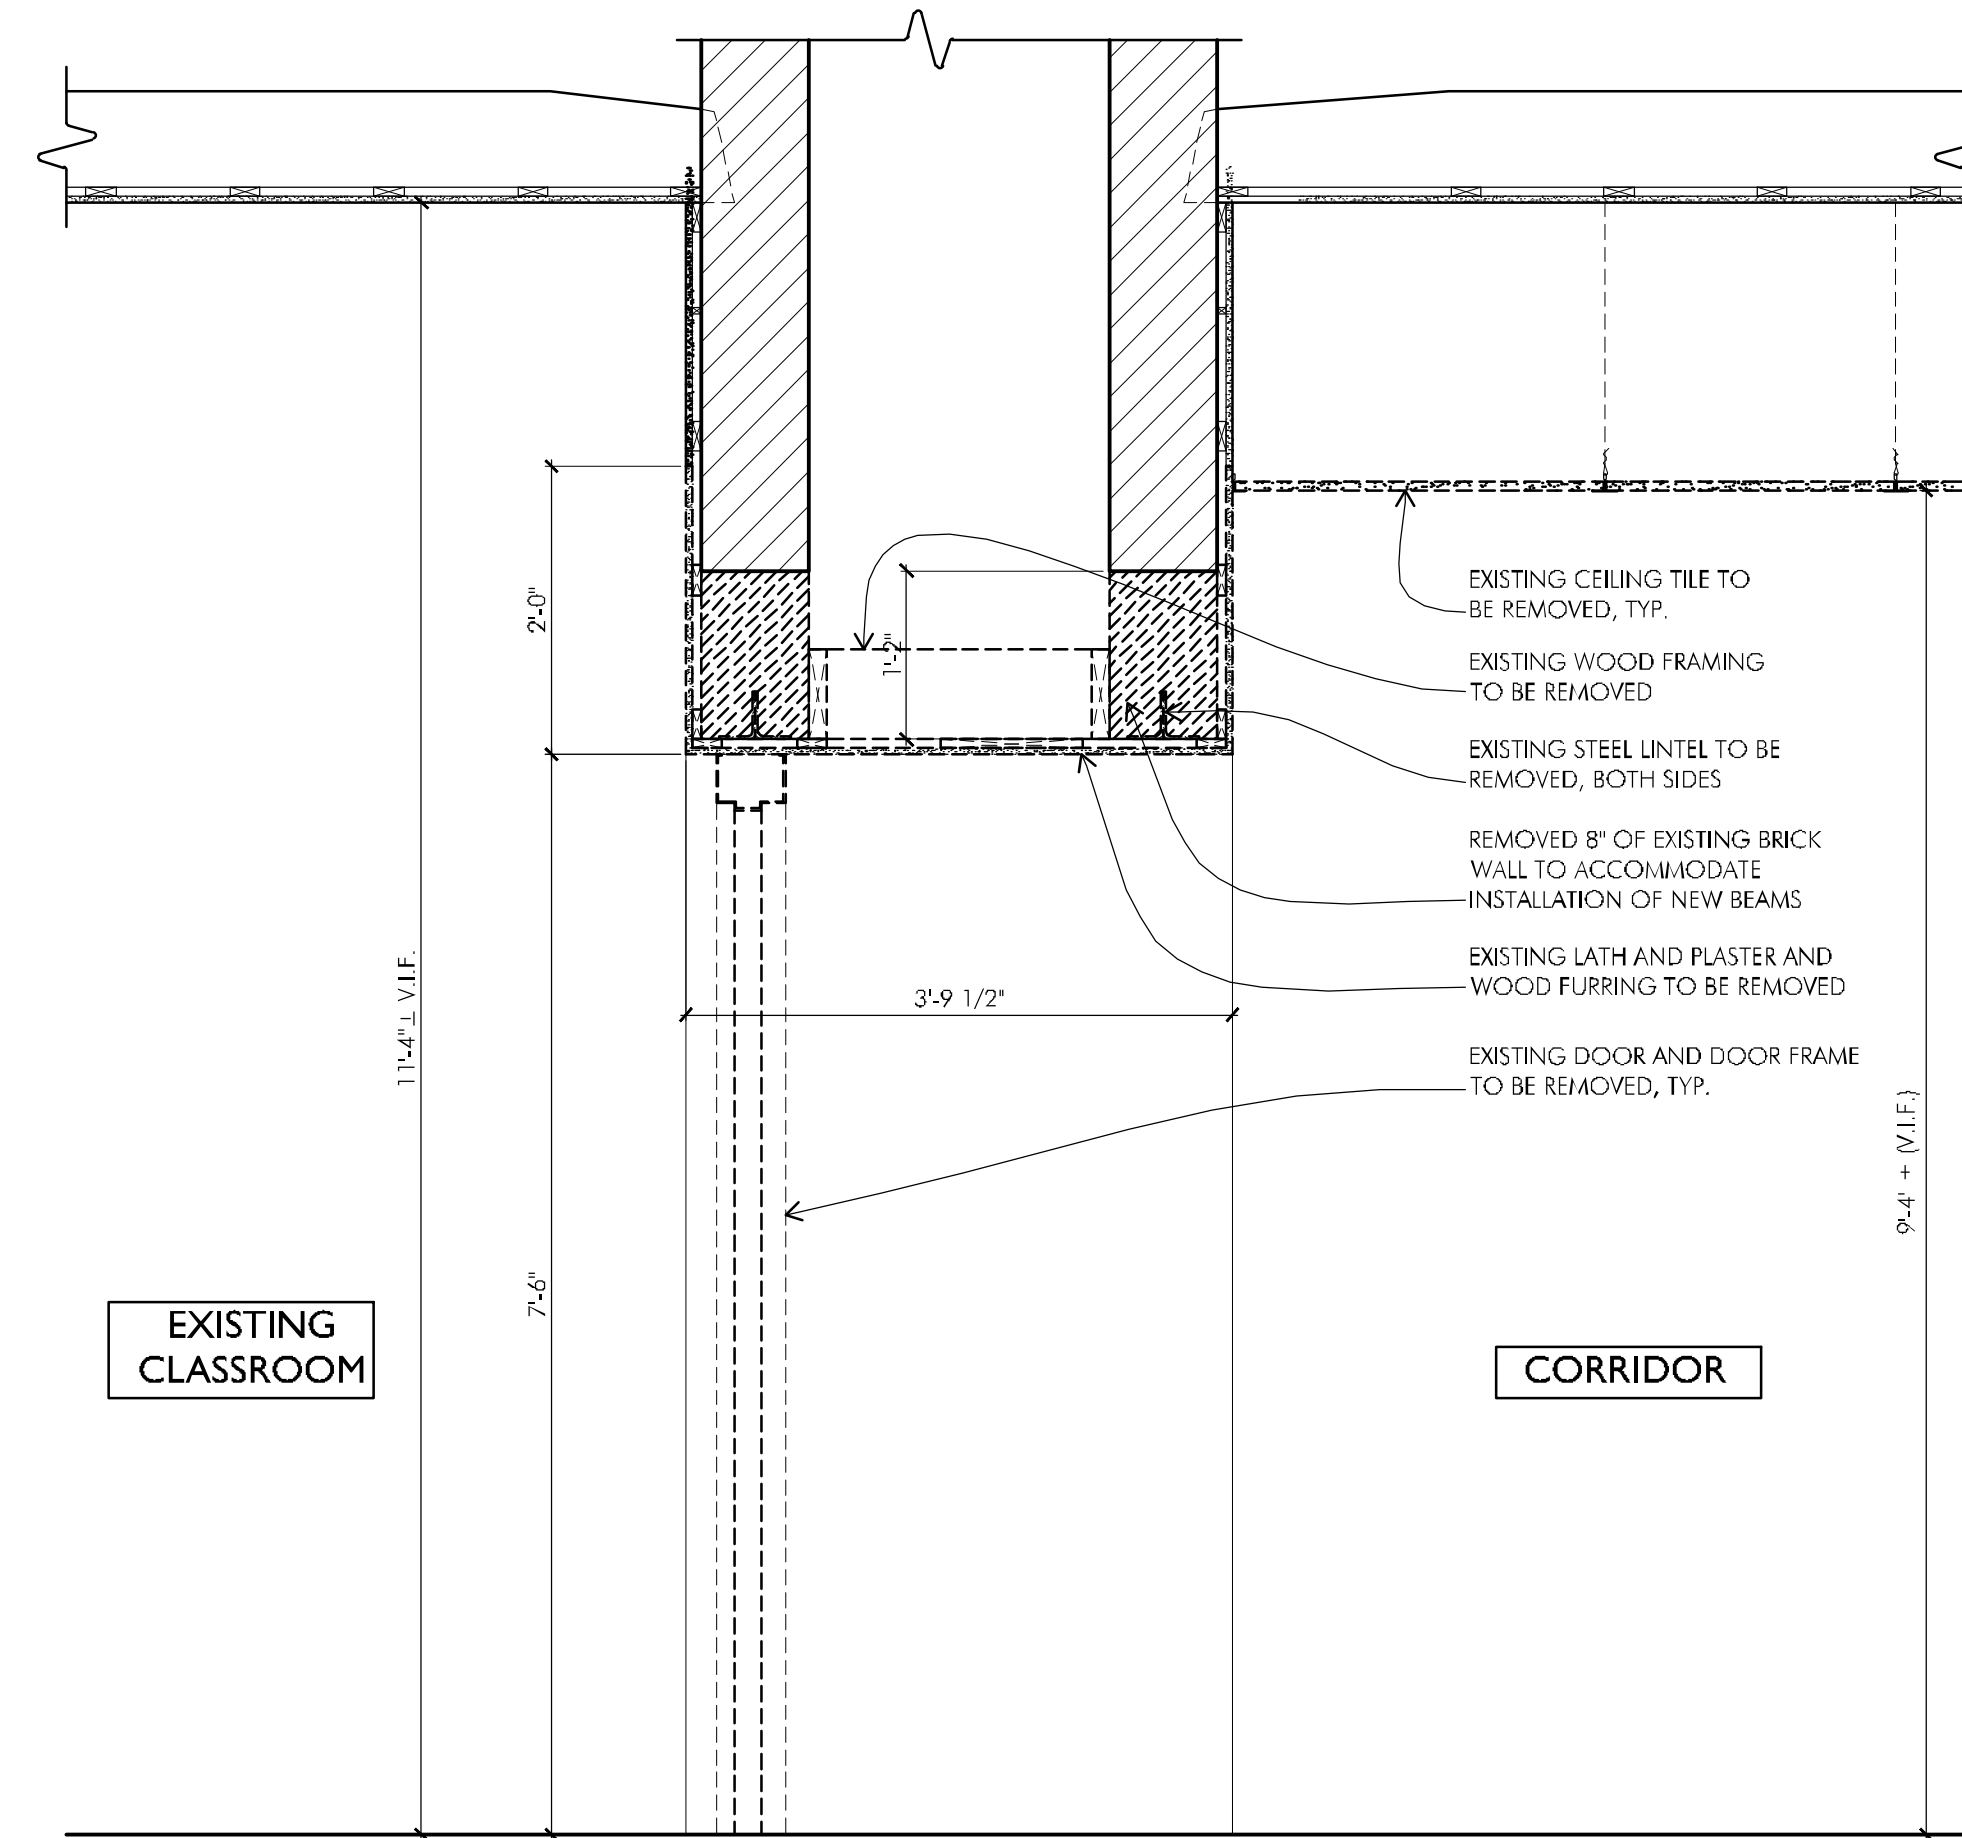 EXISTING CEILING TILE TO
BE REMOVED, TYP.
EXISTING WOOD FRAMING
TO BE REMOVED
EXISTING STEEL LINTEL TO BE
REMOVED, BOTH SIDES
REMOVED 8" OF EXISTING BRICK
WALL TO ACCOMMODATE
INSTALLATION OF NEW BEAMS
EXISTING LATH AND PLASTER AND
WOOD FURRING TO BE REMOVED
EXISTING DOOR AND DOOR FRAME
TO BE REMOVED, TYP.
2'-0"
1'-2"
3'-9 1/2"
11'-4" ± V.I.F.
7'-6"
9'-4' + (V.I.F.)
EXISTING
CLASSROOM
CORRIDOR